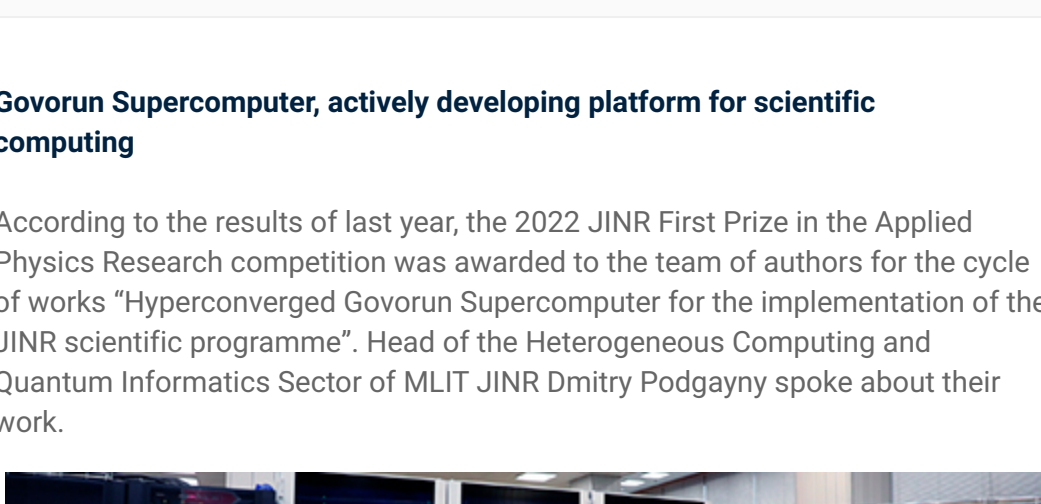 Govorun Supercomputer, actively developing platform for scientific
computing
According to the results of last year, the 2022 JINR First Prize in the Applied
Physics Research competition was awarded to the team of authors for the cycle
of works “Hyperconverged Govorun Supercomputer for the implementation of the
JINR scientific programme”. Head of the Heterogeneous Computing and
Quantum Informatics Sector of MLIT JINR Dmitry Podgayny spoke about their
work.